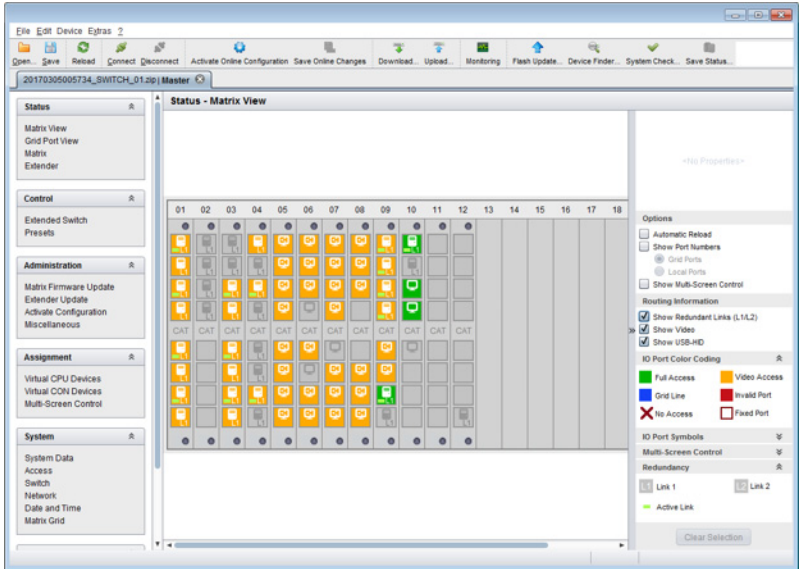 File Edit Device Extras ?
Open... Save Reload Connect Disconnect Activate Online Configuration Save Online Changes Download... Upload... Monitoring Flash Update... Device Finder... System Check... Save Status...
20170305005734_SWITCH_01.zip | Master
Status
Matrix View
Grid Port View
Matrix
Extender
Control
Extended Switch
Presets
Administration
Matrix Firmware Update
Extender Update
Activate Configuration
Miscellaneous
Assignment
Virtual CPU Devices
Virtual CON Devices
Multi-Screen Control
System
System Data
Access
Switch
Network
Date and Time
Matrix Grid
Status - Matrix View
01 02 03 04 05 06 07 08 09 10 11 12 13 14 15 16 17 18
CAT CAT CAT CAT CAT CAT CAT CAT CAT CAT CAT CAT
<No Properties>
Options
Automatic Reload
Show Port Numbers
Grid Ports
Local Ports
Show Multi-Screen Control
Routing Information
Show Redundant Links (L1/L2)
Show Video
Show USB-HID
IO Port Color Coding
Full Access Video Access
Grid Line Invalid Port
No Access Fixed Port
IO Port Symbols
Multi-Screen Control
Redundancy
L1 Link 1 L2 Link 2
Active Link
Clear Selection